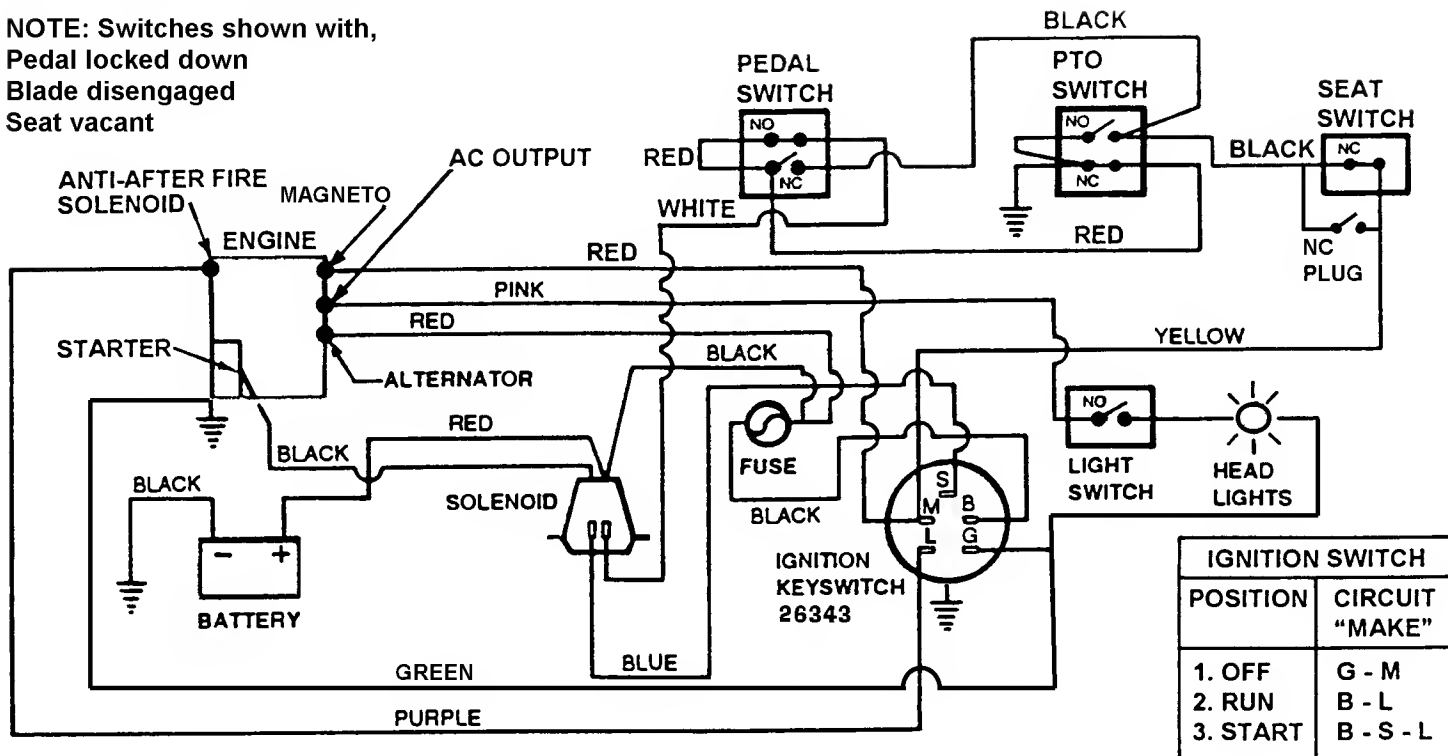 NOTE: Switches shown with,
Pedal locked down
Blade disengaged
Seat vacant
BLACK
PEDAL
SWITCH
NO
NC
RED
PTO
SWITCH
NO
NC
SEAT
SWITCH
NC
BLACK
NC
PLUG
RED
WHITE
ANTI-AFTER FIRE
SOLENOID
MAGNETO
AC OUTPUT
ENGINE
RED
PINK
RED
STARTER
ALTERNATOR
BLACK
YELLOW
RED
BLACK
BLACK
SOLENOID
FUSE
BLACK
NO
LIGHT
SWITCH
HEAD
LIGHTS
- +
BATTERY
S
M B
L G
IGNITION
KEYSWITCH
26343
BLUE
GREEN
PURPLE
IGNITION SWITCH
POSITION CIRCUIT
“MAKE”
1. OFF G - M
2. RUN B - L
3. START B - S - L